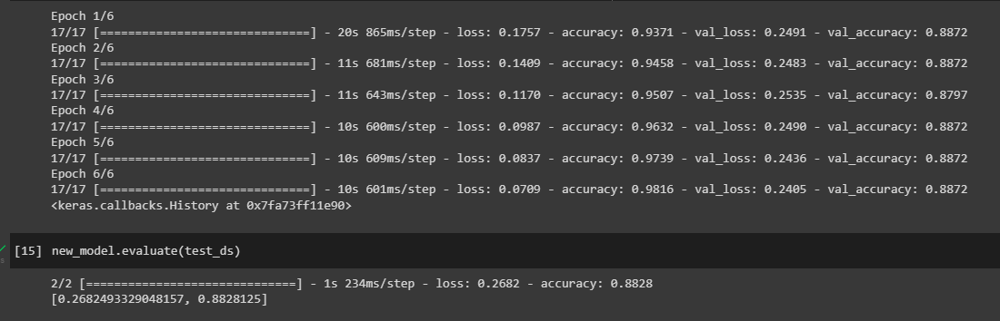 Epoch 1/6
17/17 [==============================] - 20s 865ms/step - loss: 0.1757 - accuracy: 0.9371 - val_loss: 0.2491 - val_accuracy: 0.8872
Epoch 2/6
17/17 [==============================] - 11s 681ms/step - loss: 0.1409 - accuracy: 0.9458 - val_loss: 0.2483 - val_accuracy: 0.8872
Epoch 3/6
17/17 [==============================] - 11s 643ms/step - loss: 0.1170 - accuracy: 0.9507 - val_loss: 0.2535 - val_accuracy: 0.8797
Epoch 4/6
17/17 [==============================] - 10s 600ms/step - loss: 0.0987 - accuracy: 0.9632 - val_loss: 0.2490 - val_accuracy: 0.8872
Epoch 5/6
17/17 [==============================] - 10s 609ms/step - loss: 0.0837 - accuracy: 0.9739 - val_loss: 0.2436 - val_accuracy: 0.8872
Epoch 6/6
17/17 [==============================] - 10s 601ms/step - loss: 0.0709 - accuracy: 0.9816 - val_loss: 0.2405 - val_accuracy: 0.8872
<keras.callbacks.History at 0x7fa73ff11e90>
[15] new_model.evaluate(test_ds)
2/2 [==============================] - 1s 234ms/step - loss: 0.2682 - accuracy: 0.8828
[0.2682493329048157, 0.8828125]